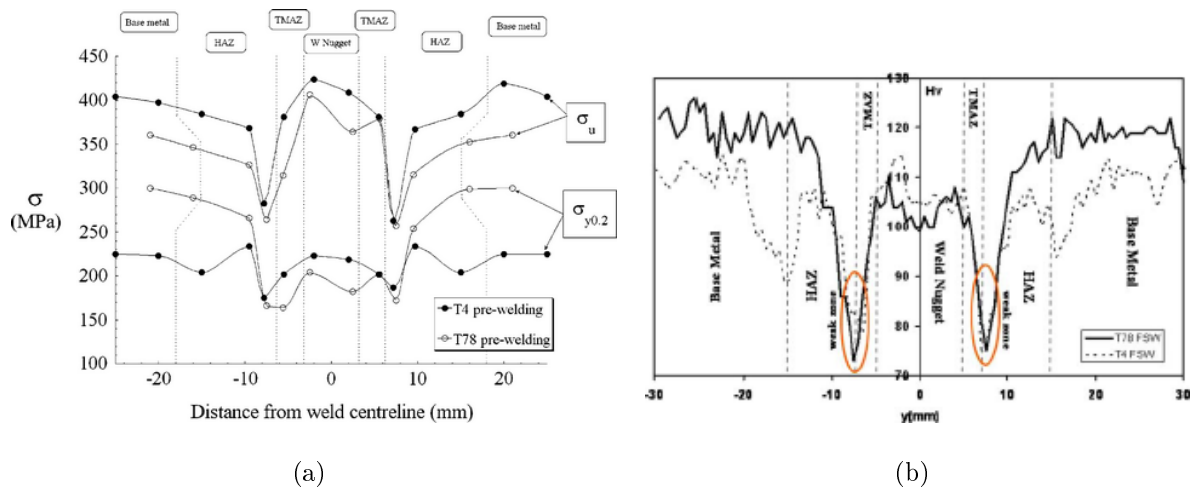 TMAZ TMAZ
Base metal HAZ W Nugget HAZ Base metal
450
400
350
300
250
200
150
100
σ
(MPa)
σu
σy0.2
T4 pre-welding
T78 pre-welding
-20 -10 0 10 20
Distance from weld centreline (mm)
(a)
130
120
110
100
90
80
70
Hv
TMAZ
TMAZ
Base Metal
HAZ
weak zone
Weld Nugget
weak zone
HAZ
Base Metal
T78 FSW
T4 FSW
-30 -20 -10 0 10 20 30
y[mm]
(b)